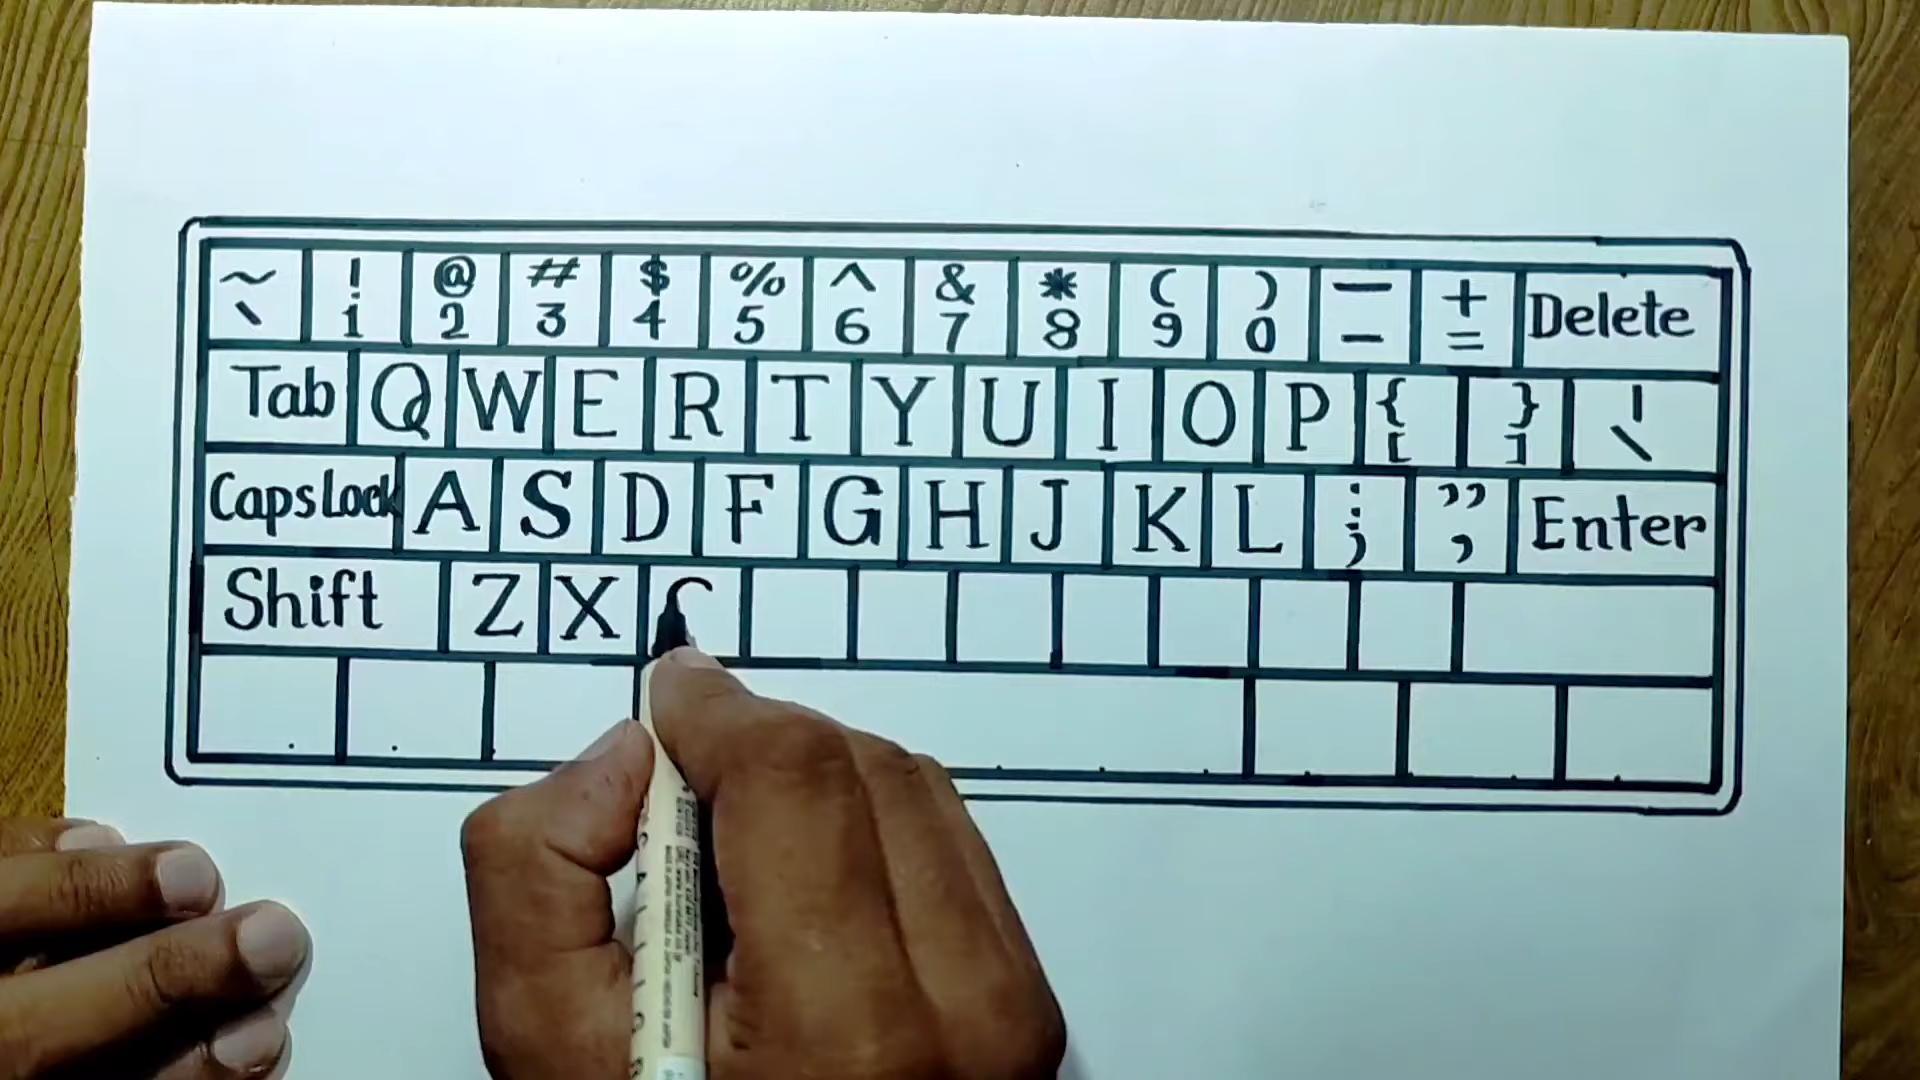 ~ ! @ # $ % ^ & * ( ) — +
` 1 2 3 4 5 6 7 8 9 0 - = Delete
Tab Q W E R T Y U I O P { [ } ] | \
Caps Lock A S D F G H J K L : ; ” , Enter
Shift Z X